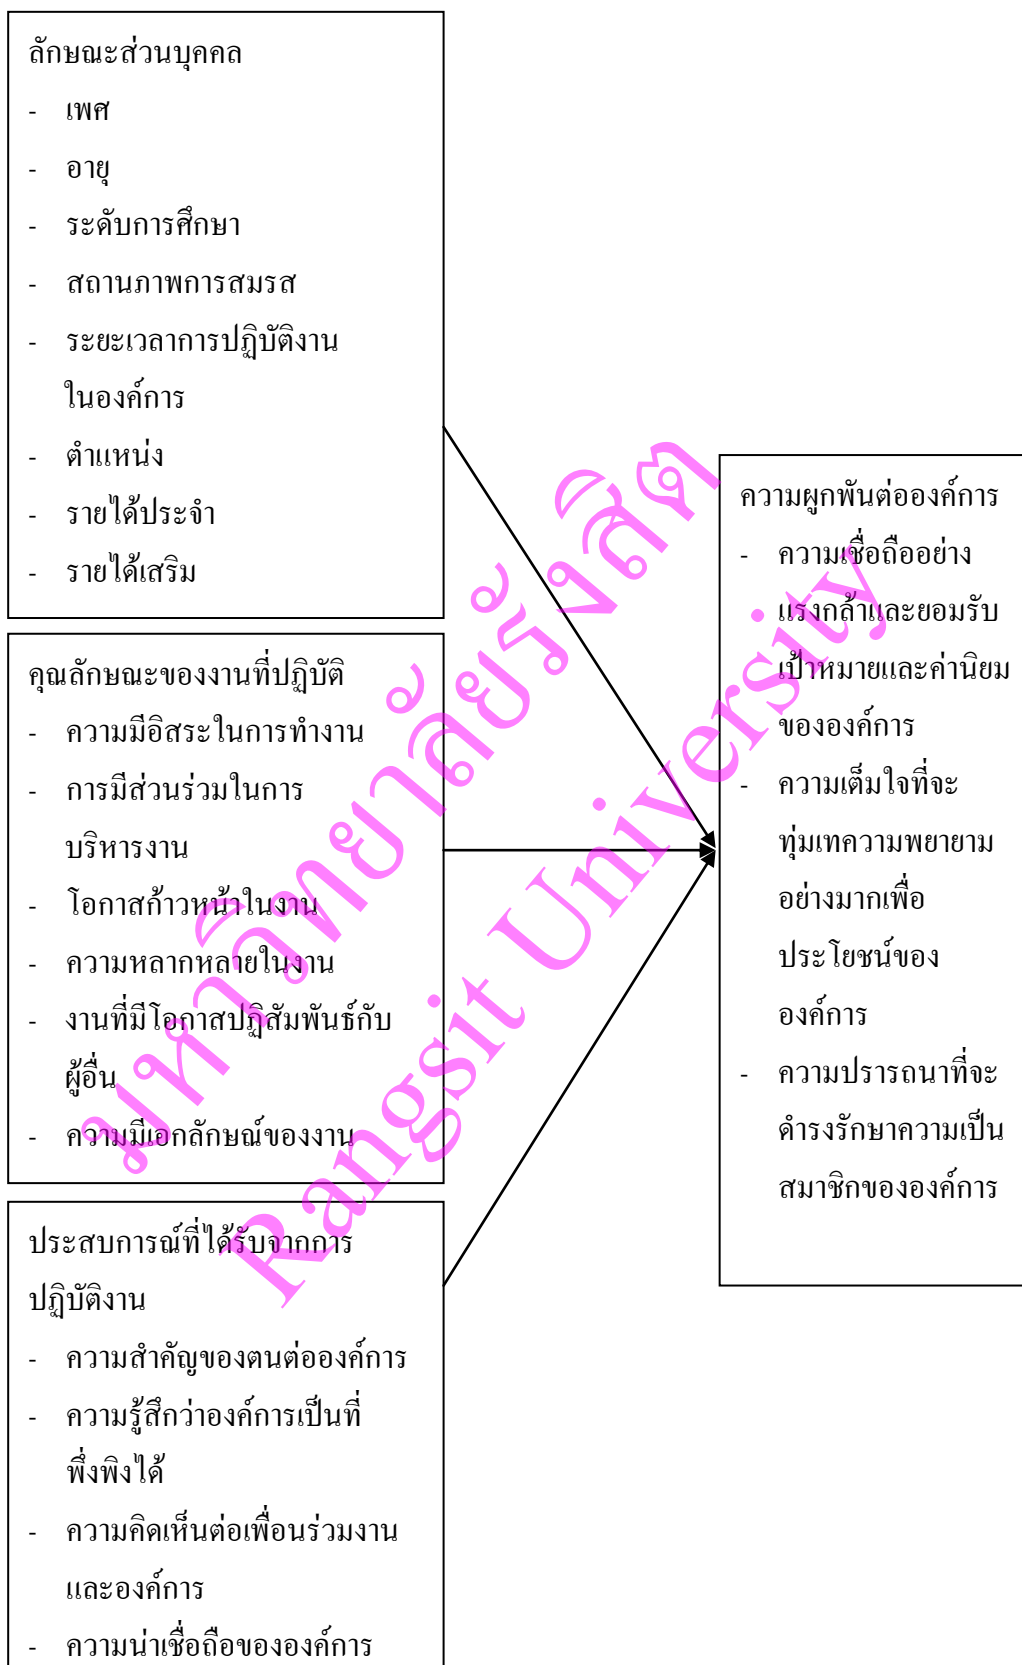 ลักษณะส่วนบุคคล
- เพศ
- อายุ
- ระดับการศึกษา
- สถานภาพการสมรส
- ระยะเวลาการปฏิบัติงาน
ในองค์การ
- ตำแหน่ง
- รายได้ประจำ
- รายได้เสริม
คุณลักษณะของงานที่ปฏิบัติ
- ความมีอิสระในการทำงาน
- การมีส่วนร่วมในการ
บริหารงาน
- โอกาสก้าวหน้าในงาน
- ความหลากหลายในงาน
- งานที่มีโอกาสปฏิสัมพันธ์กับ
ผู้อื่น
- ความมีเอกลักษณ์ของงาน
ประสบการณ์ที่ได้รับจากการ
ปฏิบัติงาน
- ความสำคัญของตนต่อองค์การ
- ความรู้สึกว่าองค์การเป็นที่
พึ่งพิงได้
- ความคิดเห็นต่อเพื่อนร่วมงาน
และองค์การ
- ความน่าเชื่อถือขององค์การ
ความผูกพันต่อองค์การ
- ความเชื่อถืออย่าง
แรงกล้าและยอมรับ
เป้าหมายและค่านิยม
ขององค์การ
- ความเต็มใจที่จะ
ทุ่มเทความพยายาม
อย่างมากเพื่อ
ประโยชน์ของ
องค์การ
- ความปรารถนาที่จะ
ดำรงรักษาความเป็น
สมาชิกขององค์การ
มหาวิทยาลัยรังสิต
Rangsit University